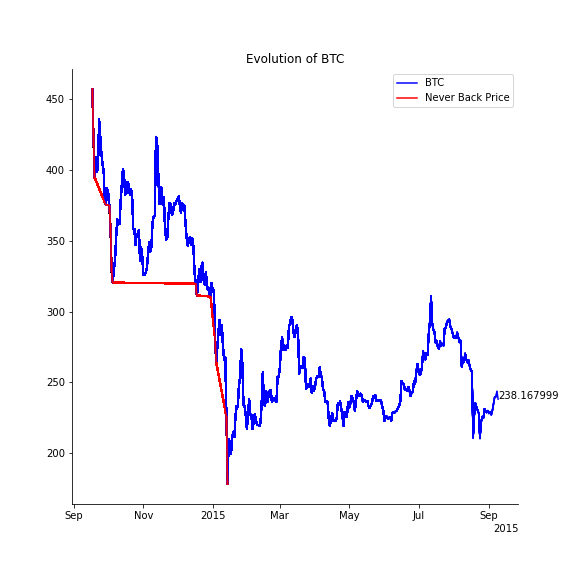 Evolution of BTC
BTC
Never Back Price
450
400
350
300
250
200
238.167999
Sep
Nov
2015
Mar
May
Jul
Sep
2015